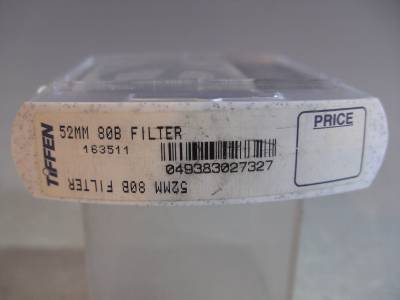 TIFFEN
52MM 80B FILTER
163511
049383027327
52MM 80B FILTER
PRICE